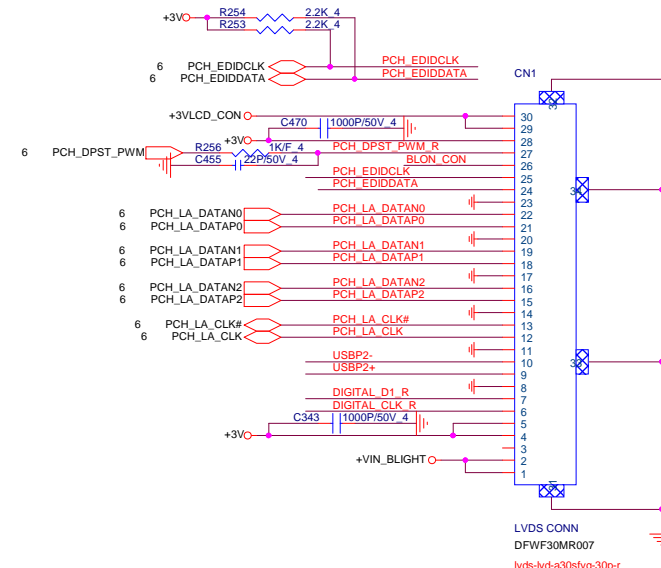 +3V R254 2.2K_4
R253 2.2K_4
6 PCH_EDIDCLK PCH_EDIDCLK
6 PCH_EDIDDATA PCH_EDIDDATA
CN1
+3VLCD_CON 30
C470 1000P/50V_4 29
+3V 28
6 PCH_DPST_PWM R256 1K/F_4 PCH_DPST_PWM_R 27
C455 22P/50V_4 BLON_CON 26
PCH_EDIDCLK 25
PCH_EDIDDATA 24
23
6 PCH_LA_DATAN0 PCH_LA_DATAN0 22
6 PCH_LA_DATAP0 PCH_LA_DATAP0 21
20
6 PCH_LA_DATAN1 PCH_LA_DATAN1 19
6 PCH_LA_DATAP1 PCH_LA_DATAP1 18
17
6 PCH_LA_DATAN2 PCH_LA_DATAN2 16
6 PCH_LA_DATAP2 PCH_LA_DATAP2 15
14
6 PCH_LA_CLK# PCH_LA_CLK# 13
6 PCH_LA_CLK PCH_LA_CLK 12
11
USBP2- 10
USBP2+ 9
8
DIGITAL_D1_R 7
DIGITAL_CLK_R 6
C343 1000P/50V_4 5
+3V 4
3
+VIN_BLIGHT 2
1
LVDS CONN
DFWF30MR007